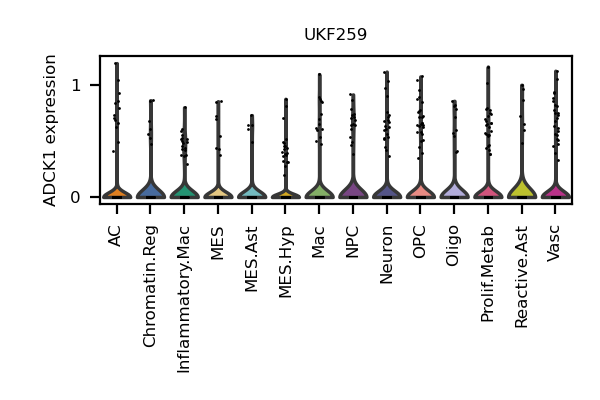 UKF259
ADCK1 expression
1
0
AC
Chromatin.Reg
Inflammatory.Mac
MES
MES.Ast
MES.Hyp
Mac
NPC
Neuron
OPC
Oligo
Prolif.Metab
Reactive.Ast
Vasc